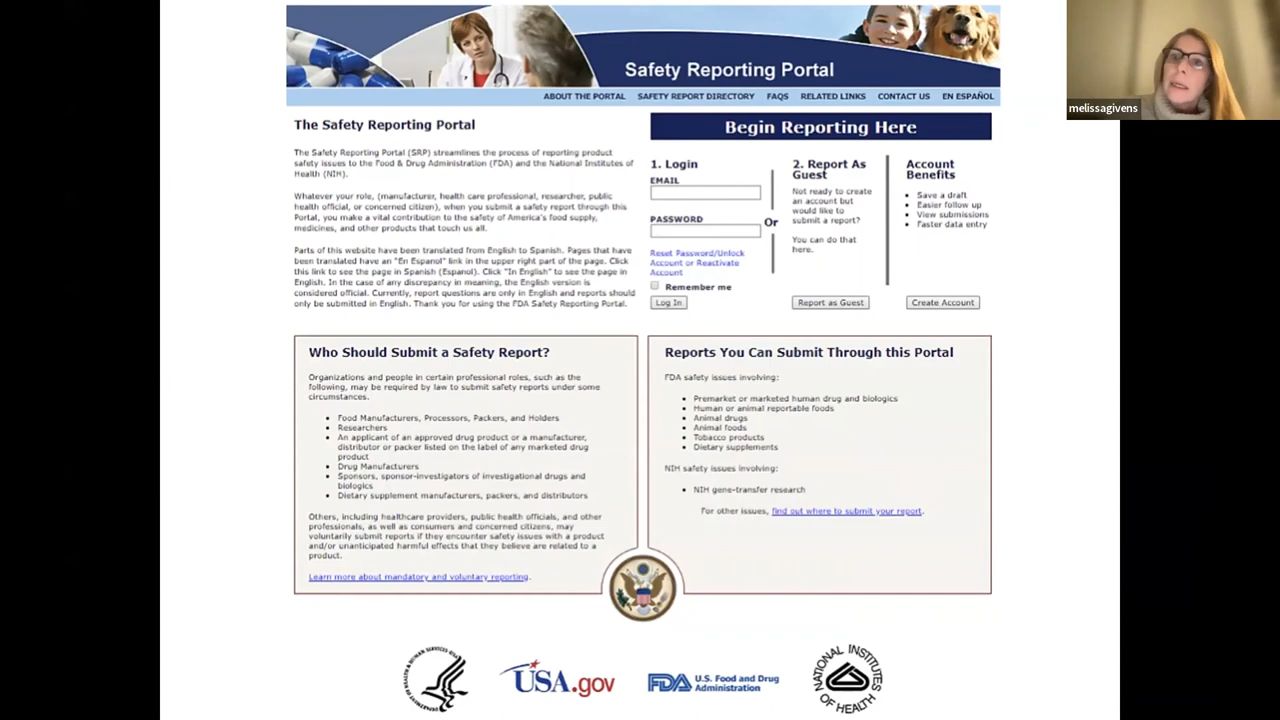 Safety Reporting Portal
ABOUT THE PORTAL SAFETY REPORT DIRECTORY FAQS RELATED LINKS CONTACT US EN ESPAÑOL
melissagivens
The Safety Reporting Portal
The Safety Reporting Portal (SRP) streamlines the process of reporting product
safety issues to the Food & Drug Administration (FDA) and the National Institutes of
Health (NIH).
Whatever your role, (manufacturer, health care professional, researcher, public
health official, or concerned citizen), when you submit a safety report through this
Portal, you make a vital contribution to the safety of America's food supply,
medicines, and other products that touch us all.
Parts of this website have been translated from English to Spanish. Pages that have
been translated have an "En Espanol" link in the upper right part of the page. Click
this link to see the page in Spanish (Espanol). Click "In English" to see the page in
English. In the case of any discrepancy in meaning, the English version is
considered official. Currently, report questions are only in English and reports should
only be submitted in English. Thank you for using the FDA Safety Reporting Portal.
Begin Reporting Here
1. Login
EMAIL
PASSWORD
Reset Password/Unlock
Account or Reactivate
Account
Remember me
Log In
Or
2. Report As
Guest
Not ready to create
an account but
would like to
submit a report?
You can do that
here.
Report as Guest
Account
Benefits
• Save a draft
• Easier follow up
• View submissions
• Faster data entry
Create Account
Who Should Submit a Safety Report?
Organizations and people in certain professional roles, such as the
following, may be required by law to submit safety reports under some
circumstances.
• Food Manufacturers, Processors, Packers, and Holders
• Researchers
• An applicant of an approved drug product or a manufacturer,
distributor or packer listed on the label of any marketed drug
product
• Drug Manufacturers
• Sponsors, sponsor-investigators of investigational drugs and
biologics
• Dietary supplement manufacturers, packers, and distributors
Others, including healthcare providers, public health officials, and other
professionals, as well as consumers and concerned citizens, may
voluntarily submit reports if they encounter safety issues with a product
and/or unanticipated harmful effects that they believe are related to a
product.
Learn more about mandatory and voluntary reporting.
Reports You Can Submit Through this Portal
FDA safety issues involving:
• Premarket or marketed human drug and biologics
• Human or animal reportable foods
• Animal drugs
• Animal foods
• Tobacco products
• Dietary supplements
NIH safety issues involving:
• NIH gene-transfer research
For other issues, find out where to submit your report.
DEPARTMENT OF HEALTH & HUMAN SERVICES USA
USA.gov
FDA U.S. Food and Drug
Administration
NATIONAL INSTITUTES
OF HEALTH